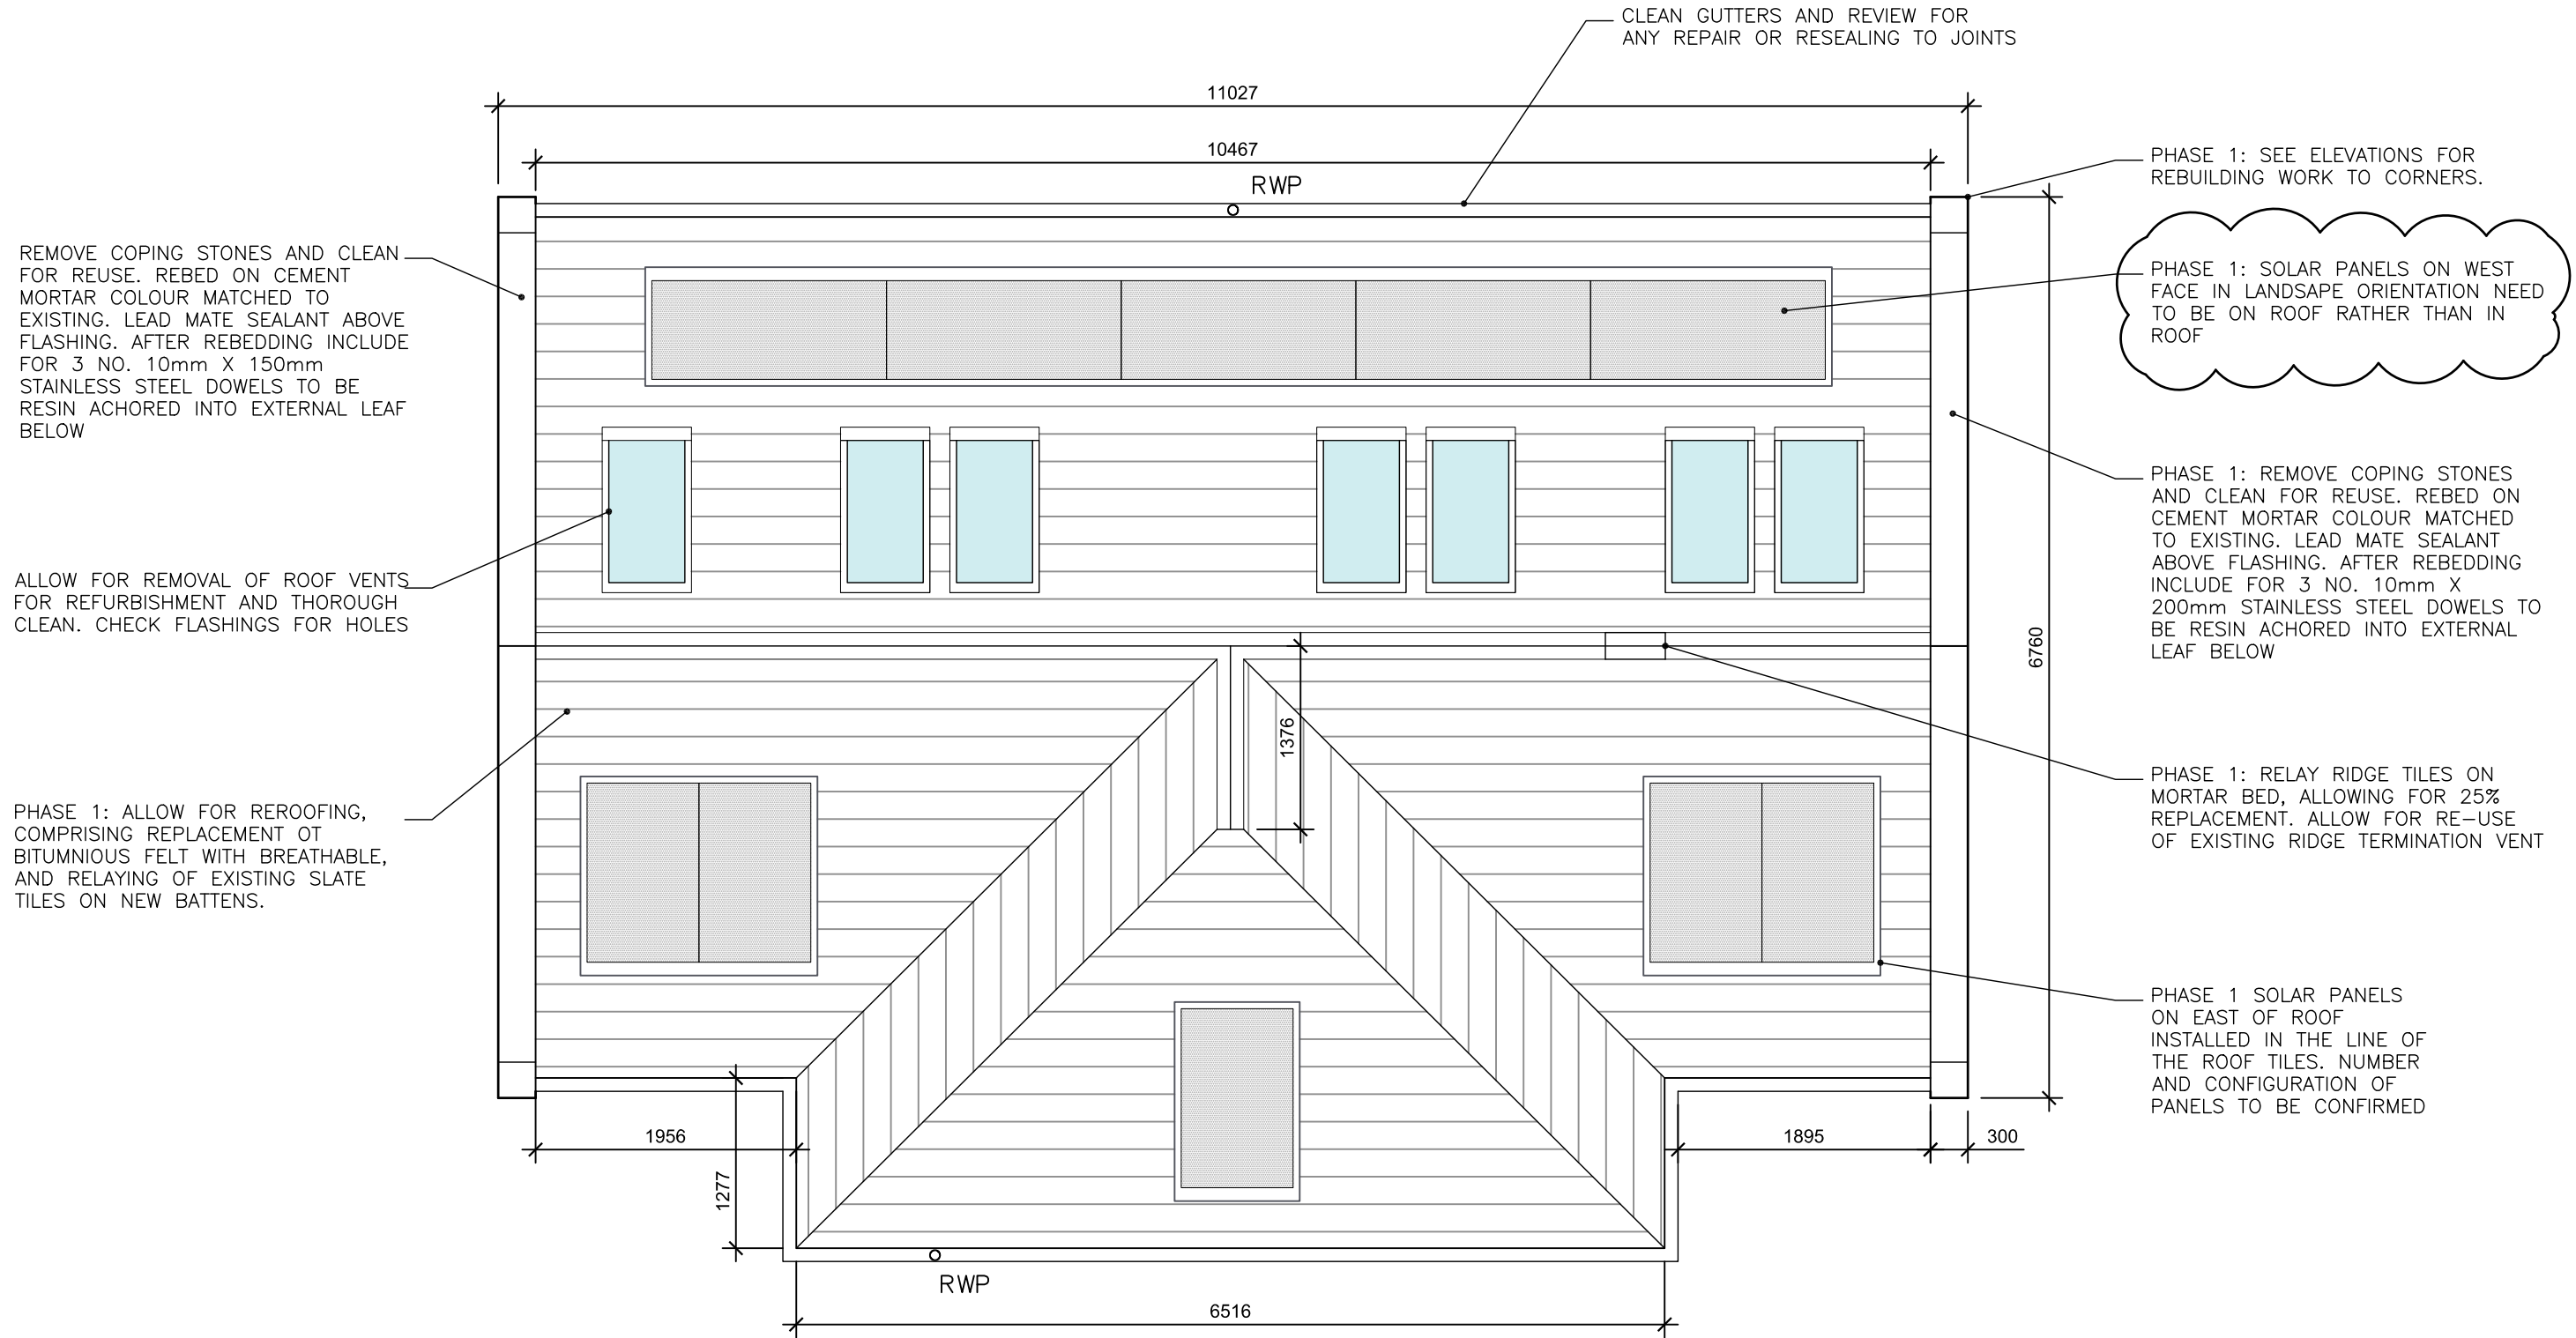 CLEAN GUTTERS AND REVIEW FOR
ANY REPAIR OR RESEALING TO JOINTS
11027
10467
RWP
PHASE 1: SEE ELEVATIONS FOR
REBUILDING WORK TO CORNERS.
REMOVE COPING STONES AND CLEAN
FOR REUSE. REBED ON CEMENT
MORTAR COLOUR MATCHED TO
EXISTING. LEAD MATE SEALANT ABOVE
FLASHING. AFTER REBEDDING INCLUDE
FOR 3 NO. 10mm X 150mm
STAINLESS STEEL DOWELS TO BE
RESIN ACHORED INTO EXTERNAL LEAF
BELOW
PHASE 1: SOLAR PANELS ON WEST
FACE IN LANDSAPE ORIENTATION NEED
TO BE ON ROOF RATHER THAN IN
ROOF
PHASE 1: REMOVE COPING STONES
AND CLEAN FOR REUSE. REBED ON
CEMENT MORTAR COLOUR MATCHED
TO EXISTING. LEAD MATE SEALANT
ABOVE FLASHING. AFTER REBEDDING
INCLUDE FOR 3 NO. 10mm X
200mm STAINLESS STEEL DOWELS TO
BE RESIN ACHORED INTO EXTERNAL
LEAF BELOW
ALLOW FOR REMOVAL OF ROOF VENTS
FOR REFURBISHMENT AND THOROUGH
CLEAN. CHECK FLASHINGS FOR HOLES
6760
1376
PHASE 1: RELAY RIDGE TILES ON
MORTAR BED, ALLOWING FOR 25%
REPLACEMENT. ALLOW FOR RE-USE
OF EXISTING RIDGE TERMINATION VENT
PHASE 1: ALLOW FOR REROOFING,
COMPRISING REPLACEMENT OT
BITUMNIOUS FELT WITH BREATHABLE,
AND RELAYING OF EXISTING SLATE
TILES ON NEW BATTENS.
PHASE 1 SOLAR PANELS
ON EAST OF ROOF
INSTALLED IN THE LINE OF
THE ROOF TILES. NUMBER
AND CONFIGURATION OF
PANELS TO BE CONFIRMED
1956
1895
300
1277
RWP
6516